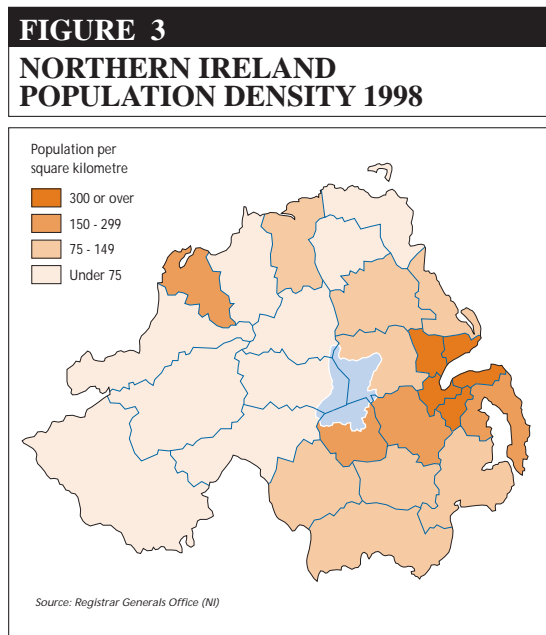 FIGURE 3
NORTHERN IRELAND
POPULATION DENSITY 1998
Population per
square kilometre
300 or over
150 - 299
75 - 149
Under 75
Source: Registrar Generals Office (NI)